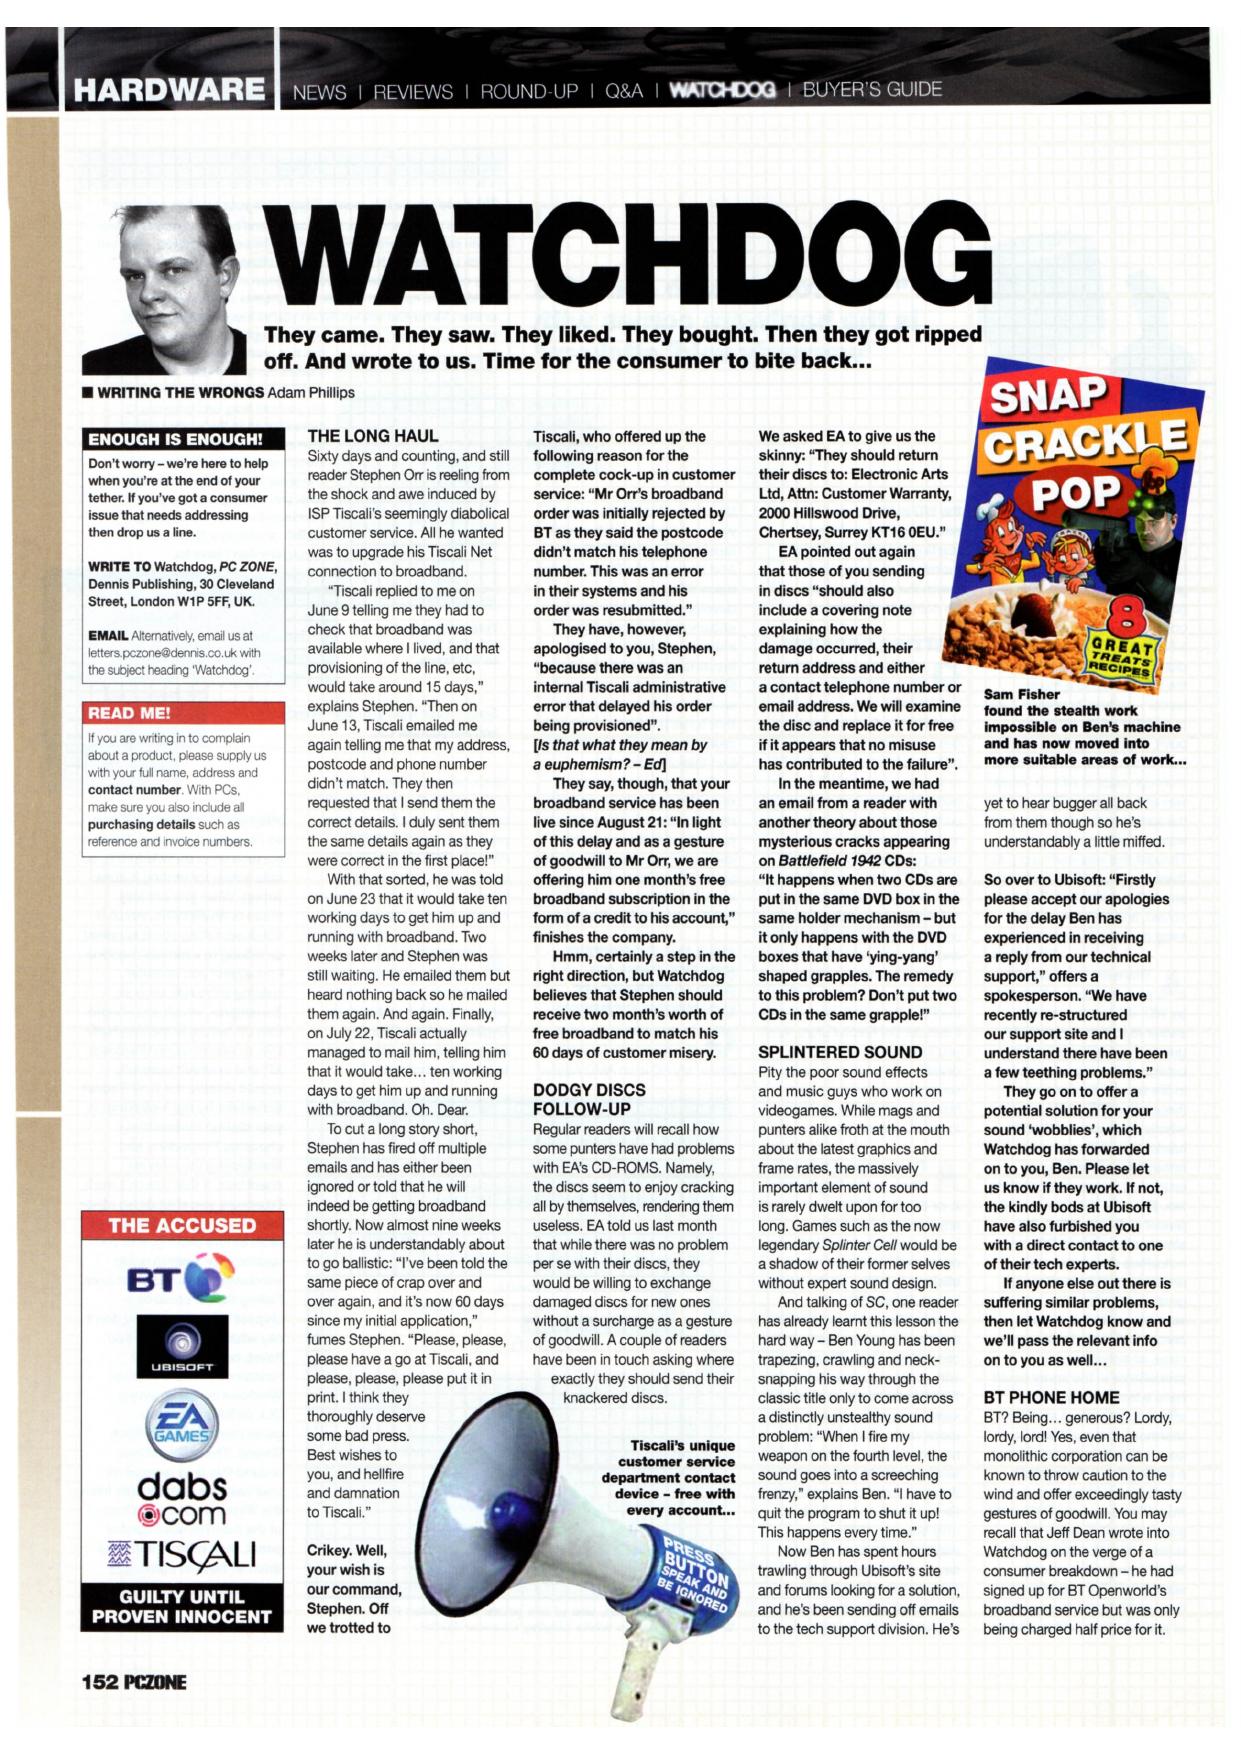 HARDWARE
NEWS | REVIEWS | ROUND-UP | Q&A | WATCHDOG | BUYER'S GUIDE
WATCHDOG
They came. They saw. They liked. They bought. Then they got ripped
off. And wrote to us. Time for the consumer to bite back...
■ WRITING THE WRONGS Adam Phillips
ENOUGH IS ENOUGH!
Don't worry – we're here to help
when you're at the end of your
tether. If you've got a consumer
issue that needs addressing
then drop us a line.
WRITE TO Watchdog, PC ZONE,
Dennis Publishing, 30 Cleveland
Street, London W1P 5FF, UK.
EMAIL Alternatively, email us at
letters.pczone@dennis.co.uk with
the subject heading 'Watchdog'.
READ ME!
If you are writing in to complain
about a product, please supply us
with your full name, address and
contact number. With PCs,
make sure you also include all
purchasing details such as
reference and invoice numbers.
THE ACCUSED
BT
UBISOFT
EA
GAMES
dabs
.com
TISCALI
GUILTY UNTIL
PROVEN INNOCENT
THE LONG HAUL
Sixty days and counting, and still
reader Stephen Orr is reeling from
the shock and awe induced by
ISP Tiscali's seemingly diabolical
customer service. All he wanted
was to upgrade his Tiscali Net
connection to broadband.
"Tiscali replied to me on
June 9 telling me they had to
check that broadband was
available where I lived, and that
provisioning of the line, etc,
would take around 15 days,"
explains Stephen. "Then on
June 13, Tiscali emailed me
again telling me that my address,
postcode and phone number
didn't match. They then
requested that I send them the
correct details. I duly sent them
the same details again as they
were correct in the first place!"
With that sorted, he was told
on June 23 that it would take ten
working days to get him up and
running with broadband. Two
weeks later and Stephen was
still waiting. He emailed them but
heard nothing back so he mailed
them again. And again. Finally,
on July 22, Tiscali actually
managed to mail him, telling him
that it would take... ten working
days to get him up and running
with broadband. Oh. Dear.
To cut a long story short,
Stephen has fired off multiple
emails and has either been
ignored or told that he will
indeed be getting broadband
shortly. Now almost nine weeks
later he is understandably about
to go ballistic: "I've been told the
same piece of crap over and
over again, and it's now 60 days
since my initial application,"
fumes Stephen. "Please, please,
please have a go at Tiscali, and
please, please, please put it in
print. I think they
thoroughly deserve
some bad press.
Best wishes to
you, and hellfire
and damnation
to Tiscali."
Crikey. Well,
your wish is
our command,
Stephen. Off
we trotted to
Tiscali, who offered up the
following reason for the
complete cock-up in customer
service: "Mr Orr's broadband
order was initially rejected by
BT as they said the postcode
didn't match his telephone
number. This was an error
in their systems and his
order was resubmitted."
They have, however,
apologised to you, Stephen,
"because there was an
internal Tiscali administrative
error that delayed his order
being provisioned".
[Is that what they mean by
a euphemism? – Ed]
They say, though, that your
broadband service has been
live since August 21: "In light
of this delay and as a gesture
of goodwill to Mr Orr, we are
offering him one month's free
broadband subscription in the
form of a credit to his account,"
finishes the company.
Hmm, certainly a step in the
right direction, but Watchdog
believes that Stephen should
receive two month's worth of
free broadband to match his
60 days of customer misery.
DODGY DISCS
FOLLOW-UP
Regular readers will recall how
some punters have had problems
with EA's CD-ROMS. Namely,
the discs seem to enjoy cracking
all by themselves, rendering them
useless. EA told us last month
that while there was no problem
per se with their discs, they
would be willing to exchange
damaged discs for new ones
without a surcharge as a gesture
of goodwill. A couple of readers
have been in touch asking where
exactly they should send their
knackered discs.
Tiscali's unique
customer service
department contact
device – free with
every account...
PRESS
BUTTON
SPEAK AND
BE IGNORED
We asked EA to give us the
skinny: "They should return
their discs to: Electronic Arts
Ltd, Attn: Customer Warranty,
2000 Hillswood Drive,
Chertsey, Surrey KT16 0EU."
EA pointed out again
that those of you sending
in discs "should also
include a covering note
explaining how the
damage occurred, their
return address and either
a contact telephone number or
email address. We will examine
the disc and replace it for free
if it appears that no misuse
has contributed to the failure".
In the meantime, we had
an email from a reader with
another theory about those
mysterious cracks appearing
on Battlefield 1942 CDs:
"It happens when two CDs are
put in the same DVD box in the
same holder mechanism – but
it only happens with the DVD
boxes that have 'ying-yang'
shaped grapples. The remedy
to this problem? Don't put two
CDs in the same grapple!"
SPLINTERED SOUND
Pity the poor sound effects
and music guys who work on
videogames. While mags and
punters alike froth at the mouth
about the latest graphics and
frame rates, the massively
important element of sound
is rarely dwelt upon for too
long. Games such as the now
legendary Splinter Cell would be
a shadow of their former selves
without expert sound design.
And talking of SC, one reader
has already learnt this lesson the
hard way – Ben Young has been
trapezing, crawling and neck-
snapping his way through the
classic title only to come across
a distinctly unstealthy sound
problem: "When I fire my
weapon on the fourth level, the
sound goes into a screeching
frenzy," explains Ben. "I have to
quit the program to shut it up!
This happens every time."
Now Ben has spent hours
trawling through Ubisoft's site
and forums looking for a solution,
and he's been sending off emails
to the tech support division. He's
SNAP
CRACKLE
POP
8
GREAT
TREATS
RECIPES
Sam Fisher
found the stealth work
impossible on Ben's machine
and has now moved into
more suitable areas of work...
yet to hear bugger all back
from them though so he's
understandably a little miffed.
So over to Ubisoft: "Firstly
please accept our apologies
for the delay Ben has
experienced in receiving
a reply from our technical
support," offers a
spokesperson. "We have
recently re-structured
our support site and I
understand there have been
a few teething problems."
They go on to offer a
potential solution for your
sound 'wobblies', which
Watchdog has forwarded
on to you, Ben. Please let
us know if they work. If not,
the kindly bods at Ubisoft
have also furbished you
with a direct contact to one
of their tech experts.
If anyone else out there is
suffering similar problems,
then let Watchdog know and
we'll pass the relevant info
on to you as well...
BT PHONE HOME
BT? Being... generous? Lordy,
lordy, lord! Yes, even that
monolithic corporation can be
known to throw caution to the
wind and offer exceedingly tasty
gestures of goodwill. You may
recall that Jeff Dean wrote into
Watchdog on the verge of a
consumer breakdown – he had
signed up for BT Openworld's
broadband service but was only
being charged half price for it.
152 PCZONE